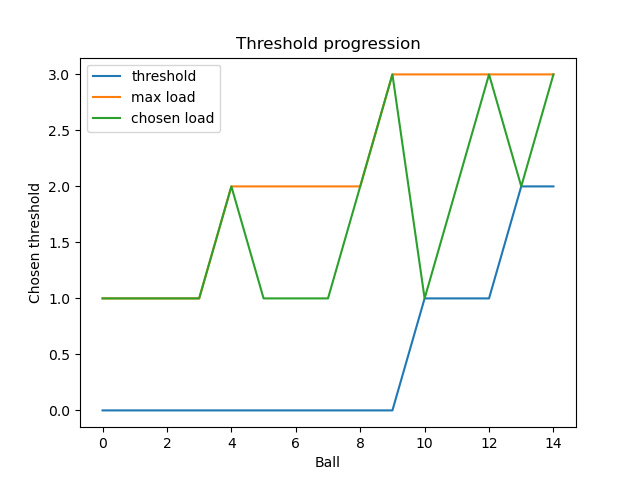 Threshold progression
threshold
max load
chosen load
Chosen threshold
3.0
2.5
2.0
1.5
1.0
0.5
0.0
0 2 4 6 8 10 12 14
Ball